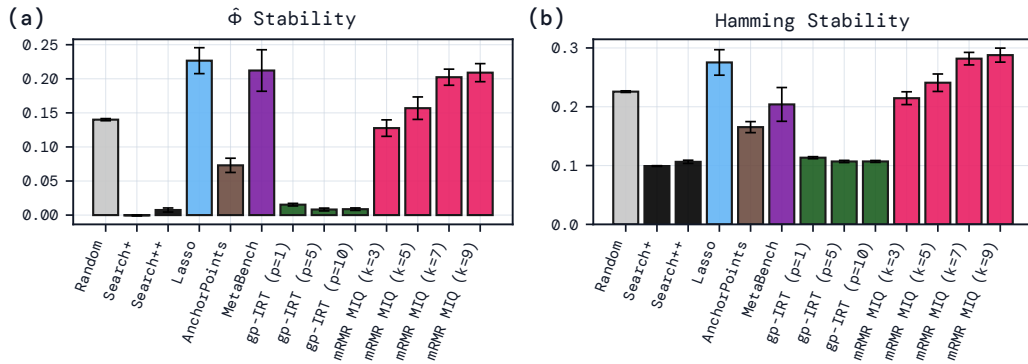 (a)
Φ̂ Stability
0.25
0.20
0.15
0.10
0.05
0.00
Random
Search+
Search++
Lasso
AnchorPoints
MetaBench
gp-IRT (p=1)
gp-IRT (p=5)
gp-IRT (p=10)
mRMR MIQ (k=3)
mRMR MIQ (k=5)
mRMR MIQ (k=7)
mRMR MIQ (k=9)
(b)
Hamming Stability
0.3
0.2
0.1
0.0
Random
Search+
Search++
Lasso
AnchorPoints
MetaBench
gp-IRT (p=1)
gp-IRT (p=5)
gp-IRT (p=10)
mRMR MIQ (k=3)
mRMR MIQ (k=5)
mRMR MIQ (k=7)
mRMR MIQ (k=9)